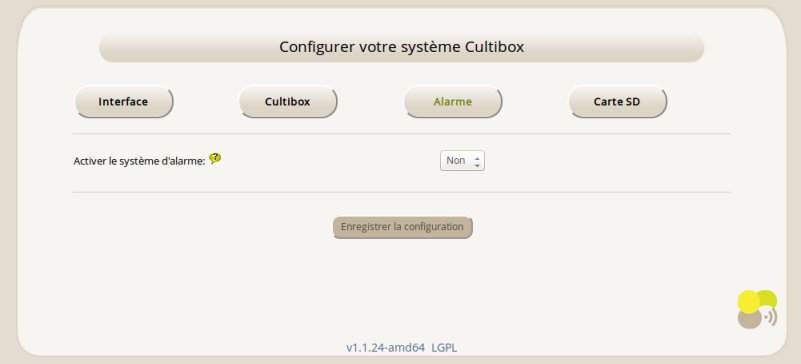 Configurer votre système Cultibox
Interface Cultibox Alarme Carte SD
Activer le système d'alarme: ? Non
Enregistrer la configuration
v1.1.24-amd64 LGPL